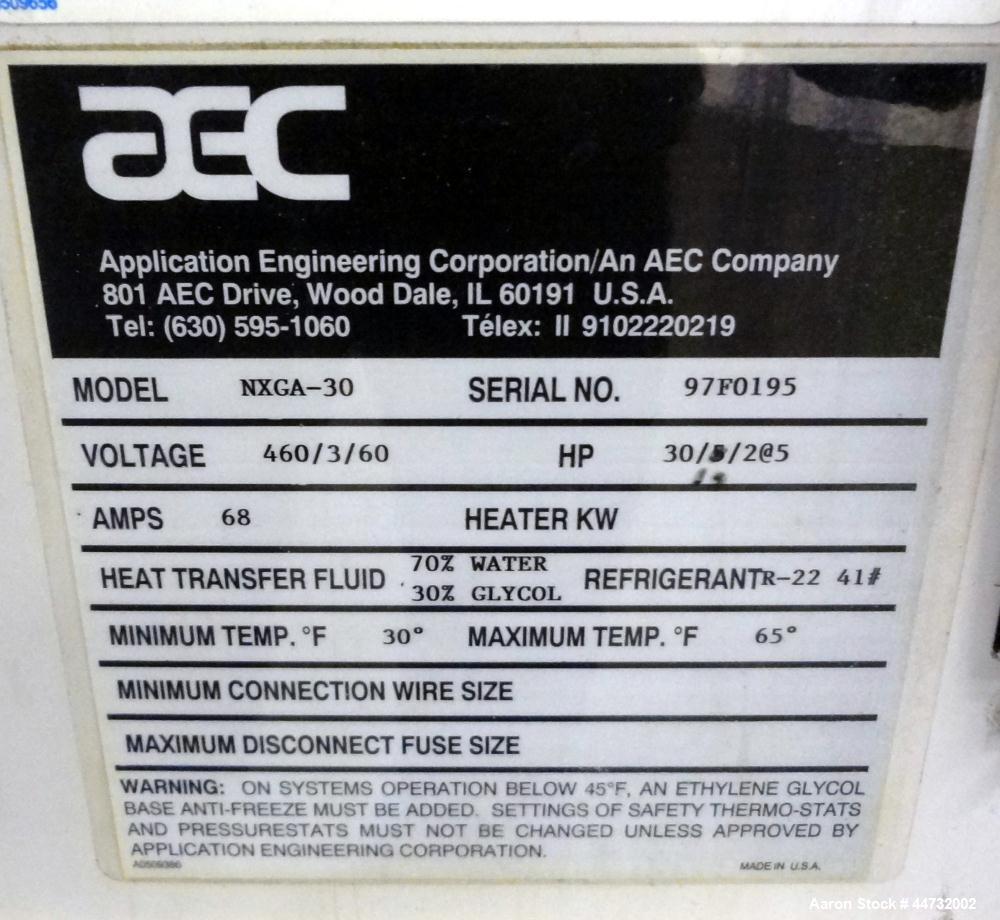 AEC
Application Engineering Corporation/An AEC Company
801 AEC Drive, Wood Dale, IL 60191 U.S.A.
Tel: (630) 595-1060 Télex: II 9102220219
MODEL NXGA-30 SERIAL NO. 97F0195
VOLTAGE 460/3/60 HP 30/5/2@5
AMPS 68 HEATER KW
HEAT TRANSFER FLUID 70% WATER 30% GLYCOL REFRIGERANT R-22 41#
MINIMUM TEMP. °F 30° MAXIMUM TEMP. °F 65°
MINIMUM CONNECTION WIRE SIZE
MAXIMUM DISCONNECT FUSE SIZE
WARNING: ON SYSTEMS OPERATION BELOW 45°F, AN ETHYLENE GLYCOL
BASE ANTI-FREEZE MUST BE ADDED. SETTINGS OF SAFETY THERMO-STATS
AND PRESSURESTATS MUST NOT BE CHANGED UNLESS APPROVED BY
APPLICATION ENGINEERING CORPORATION.
A0509386 MADE IN U.S.A.
Aaron Stock # 44732002